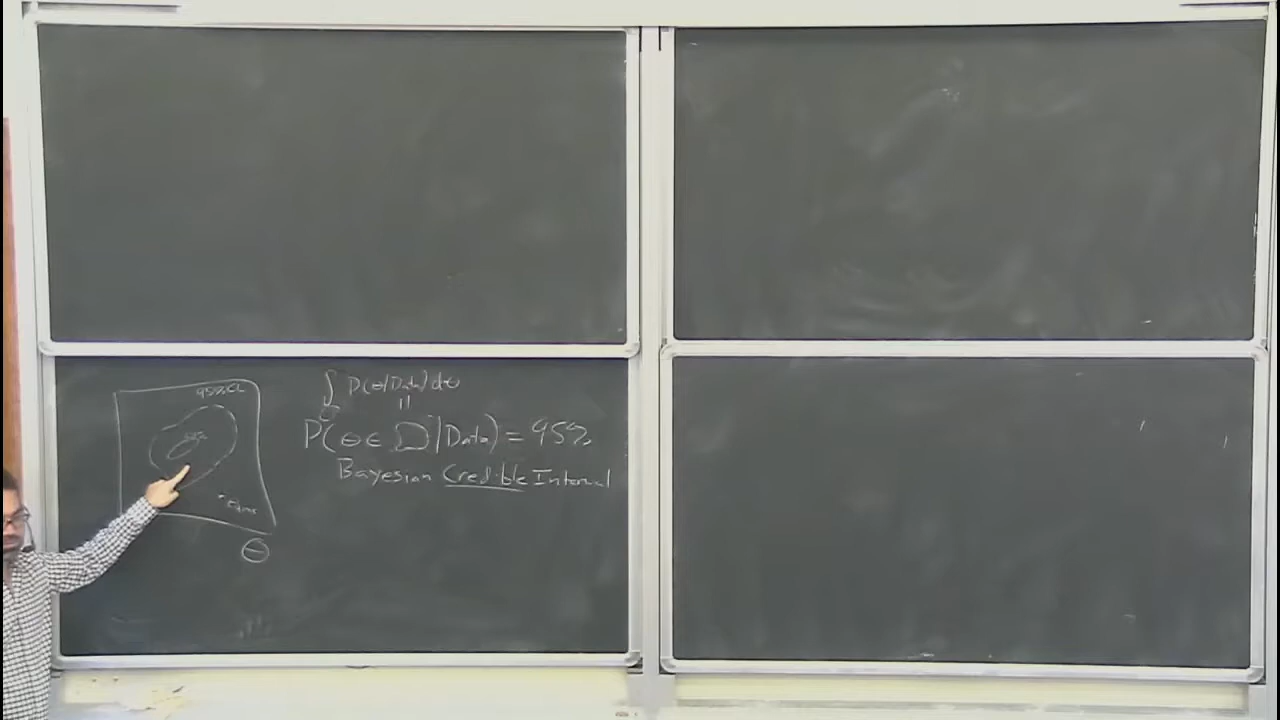 95% CL
∫ P(θ|Data) dθ
P(θ ∈ |Data) = 95%
Bayesian Credible Interval
Θ